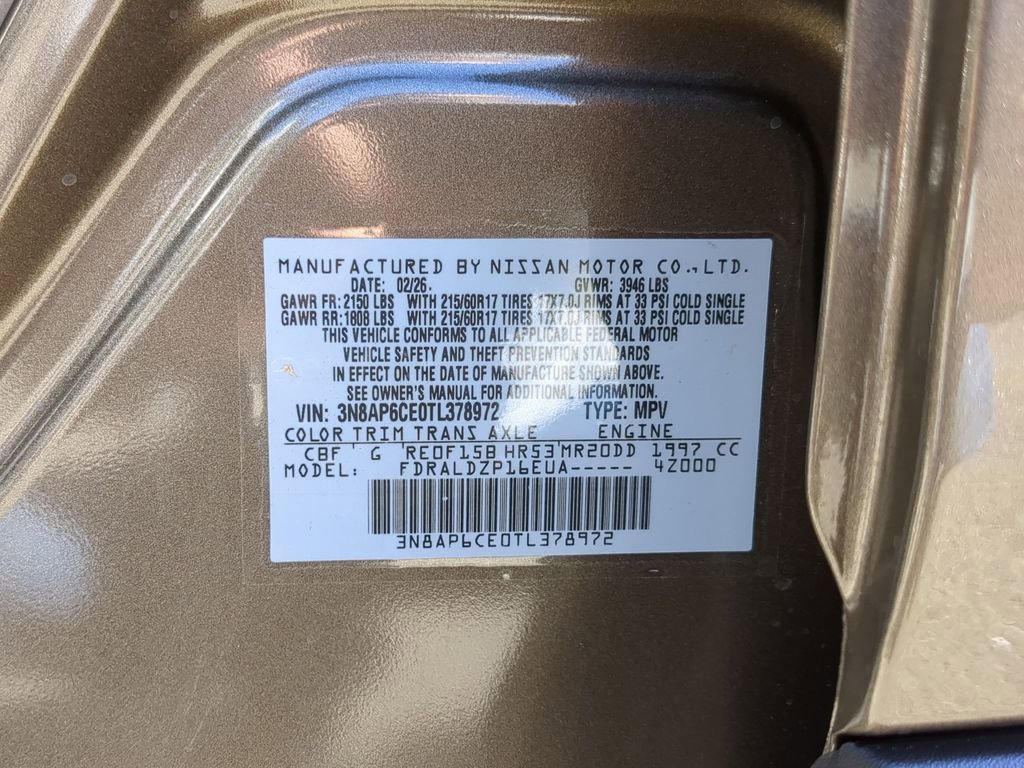 MANUFACTURED BY NISSAN MOTOR CO.,LTD.
DATE: 02/26. GVWR: 3946 LBS
GAWR FR: 2150 LBS WITH 215/60R17 TIRES 17X7.0J RIMS AT 33 PSI COLD SINGLE
GAWR RR: 1808 LBS WITH 215/60R17 TIRES 17X7.0J RIMS AT 33 PSI COLD SINGLE
THIS VEHICLE CONFORMS TO ALL APPLICABLE FEDERAL MOTOR
VEHICLE SAFETY AND THEFT PREVENTION STANDARDS
IN EFFECT ON THE DATE OF MANUFACTURE SHOWN ABOVE.
SEE OWNER'S MANUAL FOR ADDITIONAL INFORMATION.
VIN: 3N8AP6CE0TL378972 TYPE: MPV
COLOR TRIM TRANS AXLE ENGINE
CBF ' G 'RE0F15B HR53'MR20DD 1997 CC
MODEL: FDRALDZP16EUA----- 4Z000
3N8AP6CE0TL378972